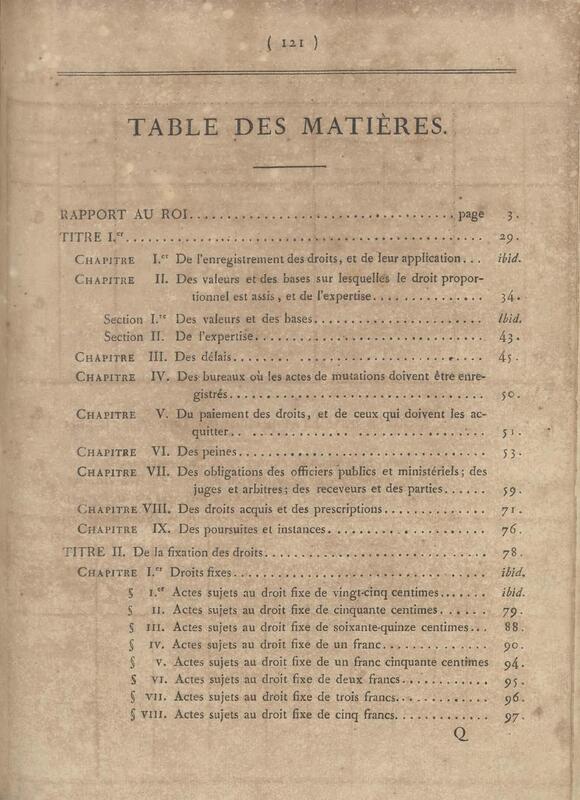 ( 121 )
TABLE DES MATIÈRES.
RAPPORT AU ROI.................................... page 3.
TITRE I.er.................................................. 29.
CHAPITRE I.er De l'enregistrement des droits, et de leur application... ibid.
CHAPITRE II. Des valeurs et des bases sur lesquelles le droit propor-
tionnel est assis, et de l'expertise................ 34.
Section I.re Des valeurs et des bases......................... Ibid.
Section II. De l'expertise.................................. 43.
CHAPITRE III. Des délais..................................... 45.
CHAPITRE IV. Des bureaux où les actes de mutations doivent être enre-
gistrés..................................... 50.
CHAPITRE V. Du paiement des droits, et de ceux qui doivent les ac-
quitter.................................... 51.
CHAPITRE VI. Des peines.................................... 53.
CHAPITRE VII. Des obligations des officiers publics et ministériels; des
juges et arbitres; des receveurs et des parties...... 59.
CHAPITRE VIII. Des droits acquis et des prescriptions............... 71.
CHAPITRE IX. Des poursuites et instances....................... 76.
TITRE II. De la fixation des droits................................ 78.
CHAPITRE I.er Droits fixes..................................... ibid.
§ I.er Actes sujets au droit fixe de vingt-cinq centimes....... ibid.
§ II. Actes sujets au droit fixe de cinquante centimes....... 79.
§ III. Actes sujets au droit fixe de soixante-quinze centimes... 88.
§ IV. Actes sujets au droit fixe de un franc............... 90.
§ V. Actes sujets au droit fixe de un franc cinquante centimes 94.
§ VI. Actes sujets au droit fixe de deux francs............ 95.
§ VII. Actes sujets au droit fixe de trois francs............. 96.
§ VIII. Actes sujets au droit fixe de cinq francs............. 97.
Q